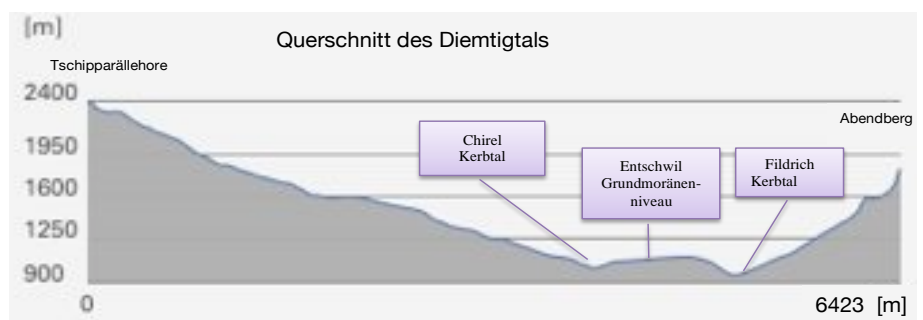 [m]
Querschnitt des Diemtigtals
Tschipparällehore
2400
Abendberg
1950
1600
1250
900
Chirel
Kerbtal
Entschwil
Grundmoränen-
niveau
Fildrich
Kerbtal
0
6423 [m]